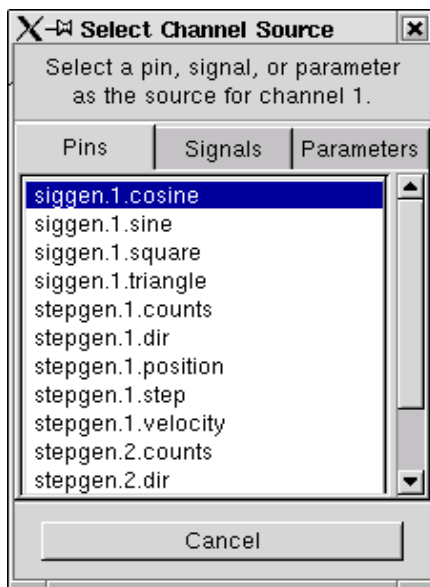 Select Channel Source
Select a pin, signal, or parameter
as the source for channel 1.
Pins Signals Parameters
siggen.1.cosine
siggen.1.sine
siggen.1.square
siggen.1.triangle
stepgen.1.counts
stepgen.1.dir
stepgen.1.position
stepgen.1.step
stepgen.1.velocity
stepgen.2.counts
stepgen.2.dir
Cancel